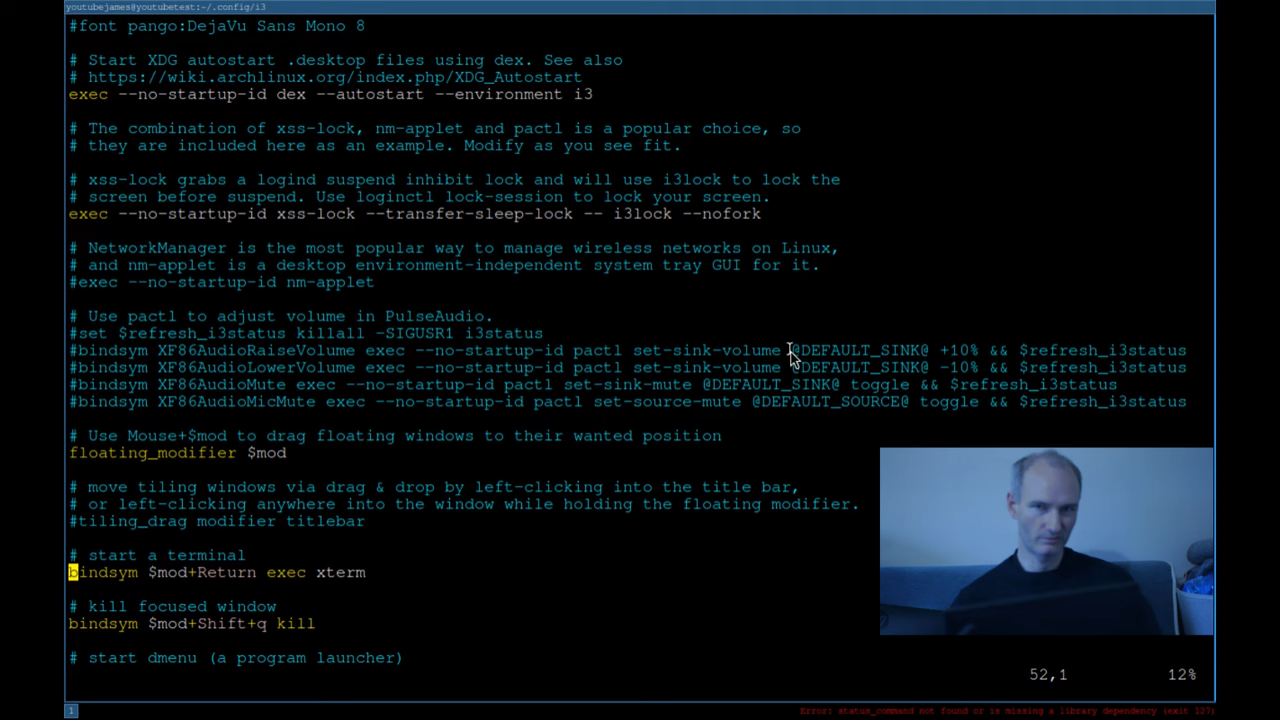 youtubejames@youtubetest:~/.config/i3
#font pango:DejaVu Sans Mono 8
# Start XDG autostart .desktop files using dex. See also
# https://wiki.archlinux.org/index.php/XDG_Autostart
exec --no-startup-id dex --autostart --environment i3
# The combination of xss-lock, nm-applet and pactl is a popular choice, so
# they are included here as an example. Modify as you see fit.
# xss-lock grabs a logind suspend inhibit lock and will use i3lock to lock the
# screen before suspend. Use loginctl lock-session to lock your screen.
exec --no-startup-id xss-lock --transfer-sleep-lock -- i3lock --nofork
# NetworkManager is the most popular way to manage wireless networks on Linux,
# and nm-applet is a desktop environment-independent system tray GUI for it.
#exec --no-startup-id nm-applet
# Use pactl to adjust volume in PulseAudio.
#set $refresh_i3status killall -SIGUSR1 i3status
#bindsym XF86AudioRaiseVolume exec --no-startup-id pactl set-sink-volume @DEFAULT_SINK@ +10% && $refresh_i3status
#bindsym XF86AudioLowerVolume exec --no-startup-id pactl set-sink-volume @DEFAULT_SINK@ -10% && $refresh_i3status
#bindsym XF86AudioMute exec --no-startup-id pactl set-sink-mute @DEFAULT_SINK@ toggle && $refresh_i3status
#bindsym XF86AudioMicMute exec --no-startup-id pactl set-source-mute @DEFAULT_SOURCE@ toggle && $refresh_i3status
# Use Mouse+$mod to drag floating windows to their wanted position
floating_modifier $mod
# move tiling windows via drag & drop by left-clicking into the title bar,
# or left-clicking anywhere into the window while holding the floating modifier.
#tiling_drag modifier titlebar
# start a terminal
bindsym $mod+Return exec xterm
# kill focused window
bindsym $mod+Shift+q kill
# start dmenu (a program launcher)
52,1 12%
1 Error: status_command not found or is missing a library dependency (exit 127)